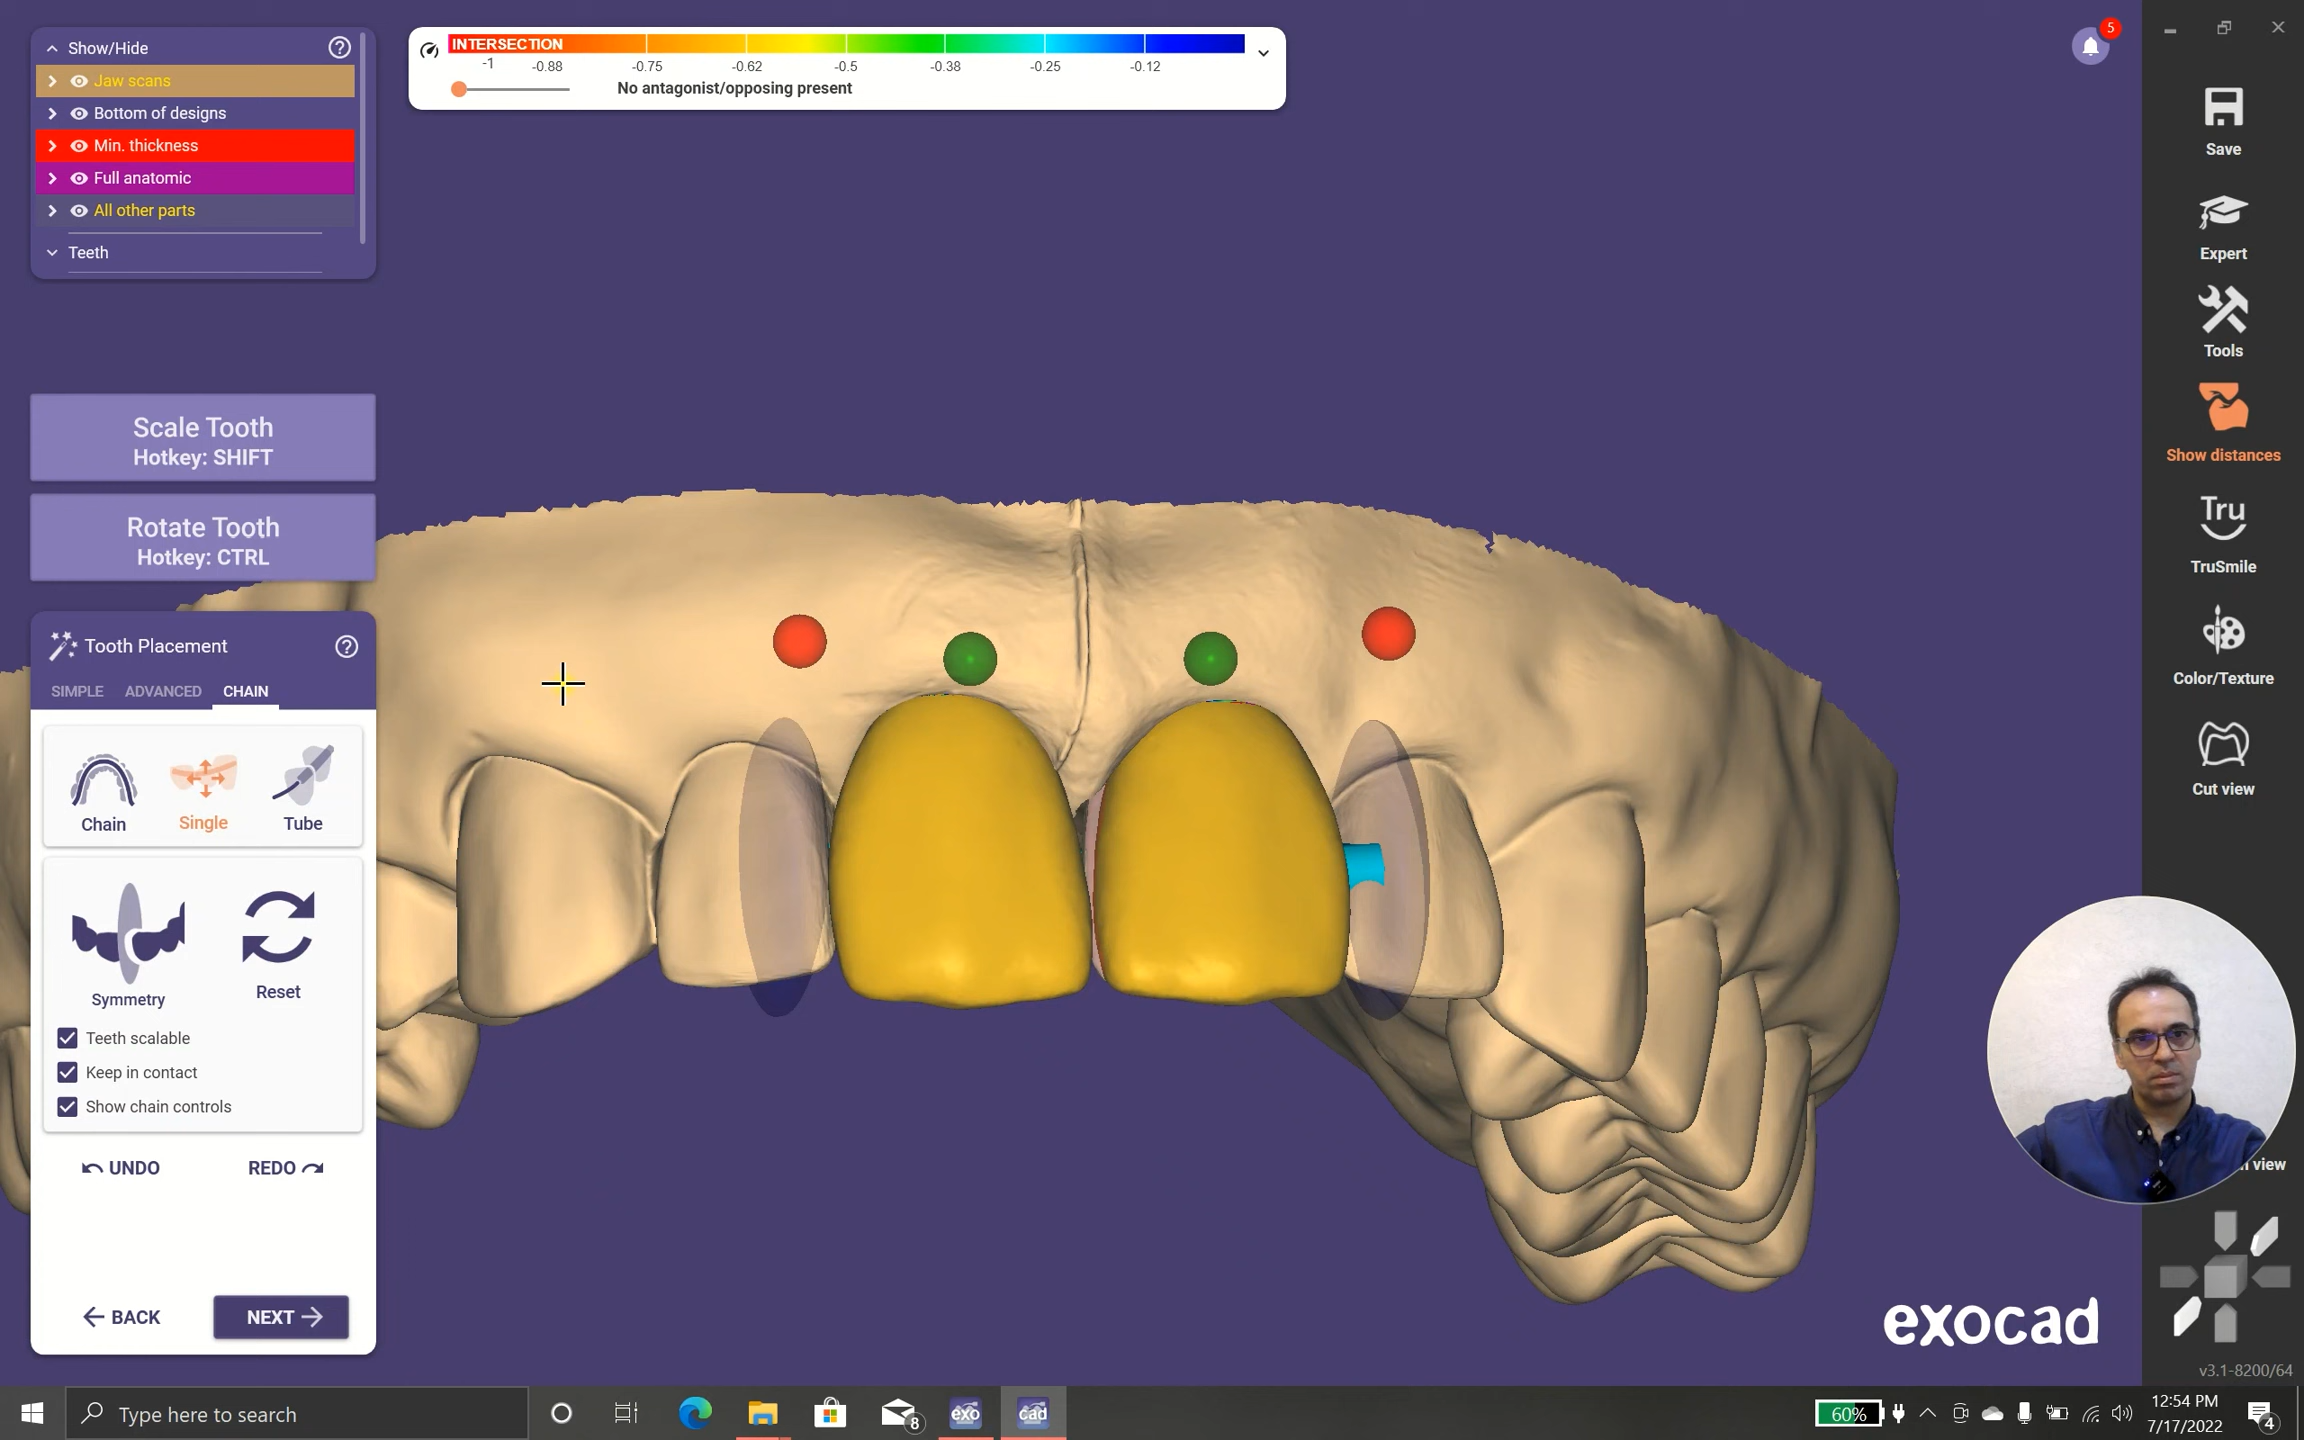 Show/Hide
Jaw scans
Bottom of designs
Min. thickness
Full anatomic
All other parts
Teeth
INTERSECTION
-1 -0.88 -0.75 -0.62 -0.5 -0.38 -0.25 -0.12
No antagonist/opposing present
5
Save
Expert
Tools
Show distances
TruSmile
Tru
Color/Texture
Cut view
view
Scale Tooth
Hotkey: SHIFT
Rotate Tooth
Hotkey: CTRL
Tooth Placement
SIMPLE ADVANCED CHAIN
Chain Single Tube
Symmetry Reset
Teeth scalable
Keep in contact
Show chain controls
UNDO REDO
BACK NEXT
exocad
v3.1-8200/64
Type here to search
8
exo
cad
60%
12:54 PM
7/17/2022
4